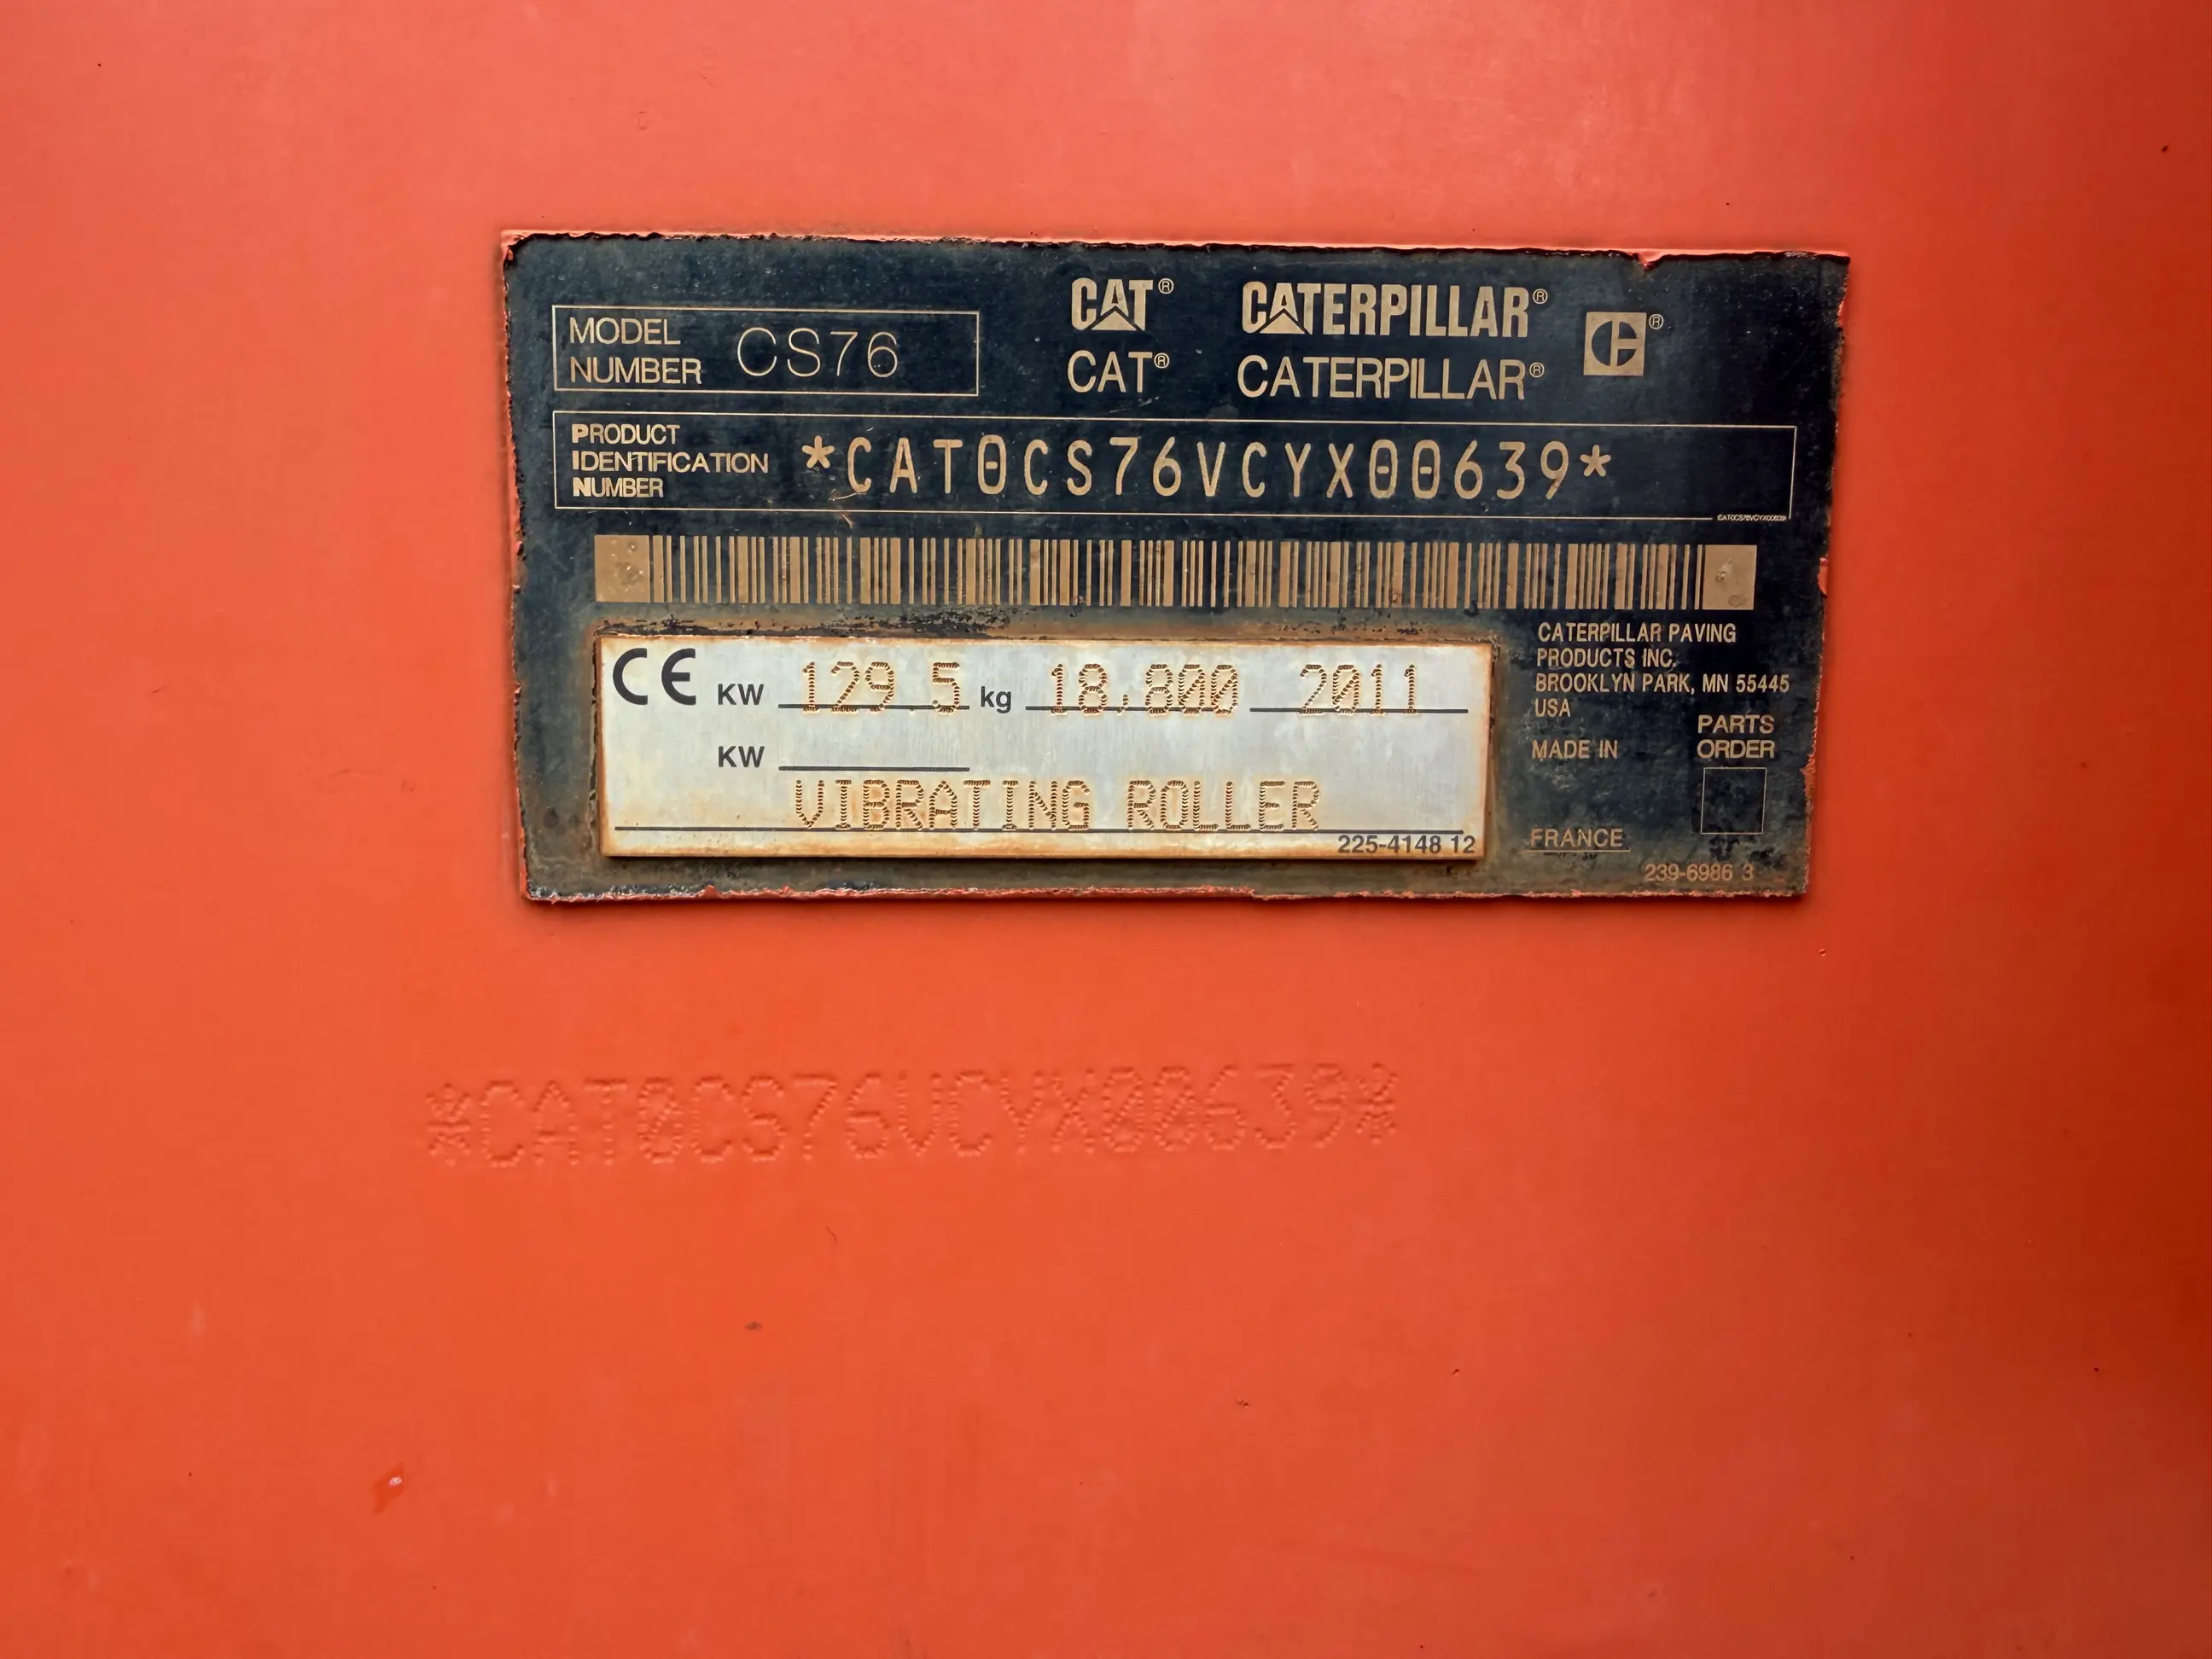 CAT® CATERPILLAR®
CAT® CATERPILLAR®
MODEL NUMBER CS76
PRODUCT IDENTIFICATION NUMBER *CAT0CS76VCYX00639*
CAT0CS76VCYX00639
CE KW 129.5 kg 18,800 2011
KW
VIBRATING ROLLER
225-4148 12
CATERPILLAR PAVING
PRODUCTS INC.
BROOKLYN PARK, MN 55445
USA
MADE IN
FRANCE
PARTS
ORDER
239-6986 3
*CAT0CS76VCYX00639*